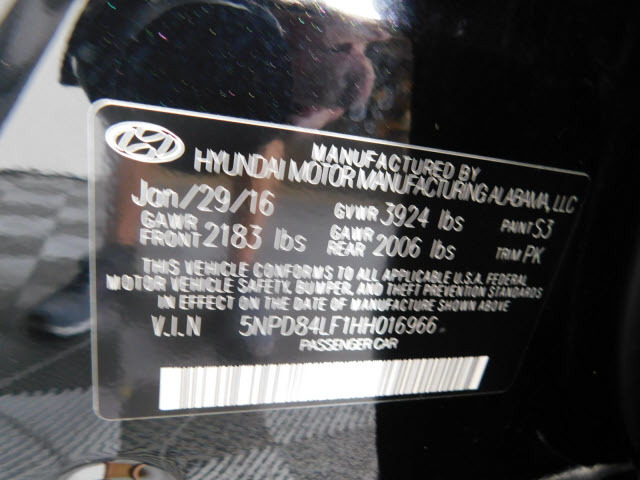 MANUFACTURED BY
HYUNDAI MOTOR MANUFACTURING ALABAMA, LLC
Jan/29/16 GVWR 3924 lbs PAINT S3
GAWR FRONT 2183 lbs GAWR REAR 2006 lbs TRIM PK
THIS VEHICLE CONFORMS TO ALL APPLICABLE U.S.A. FEDERAL
MOTOR VEHICLE SAFETY, BUMPER, AND THEFT PREVENTION STANDARDS
IN EFFECT ON THE DATE OF MANUFACTURE SHOWN ABOVE
V.I.N 5NPD84LF1HH016966
PASSENGER CAR